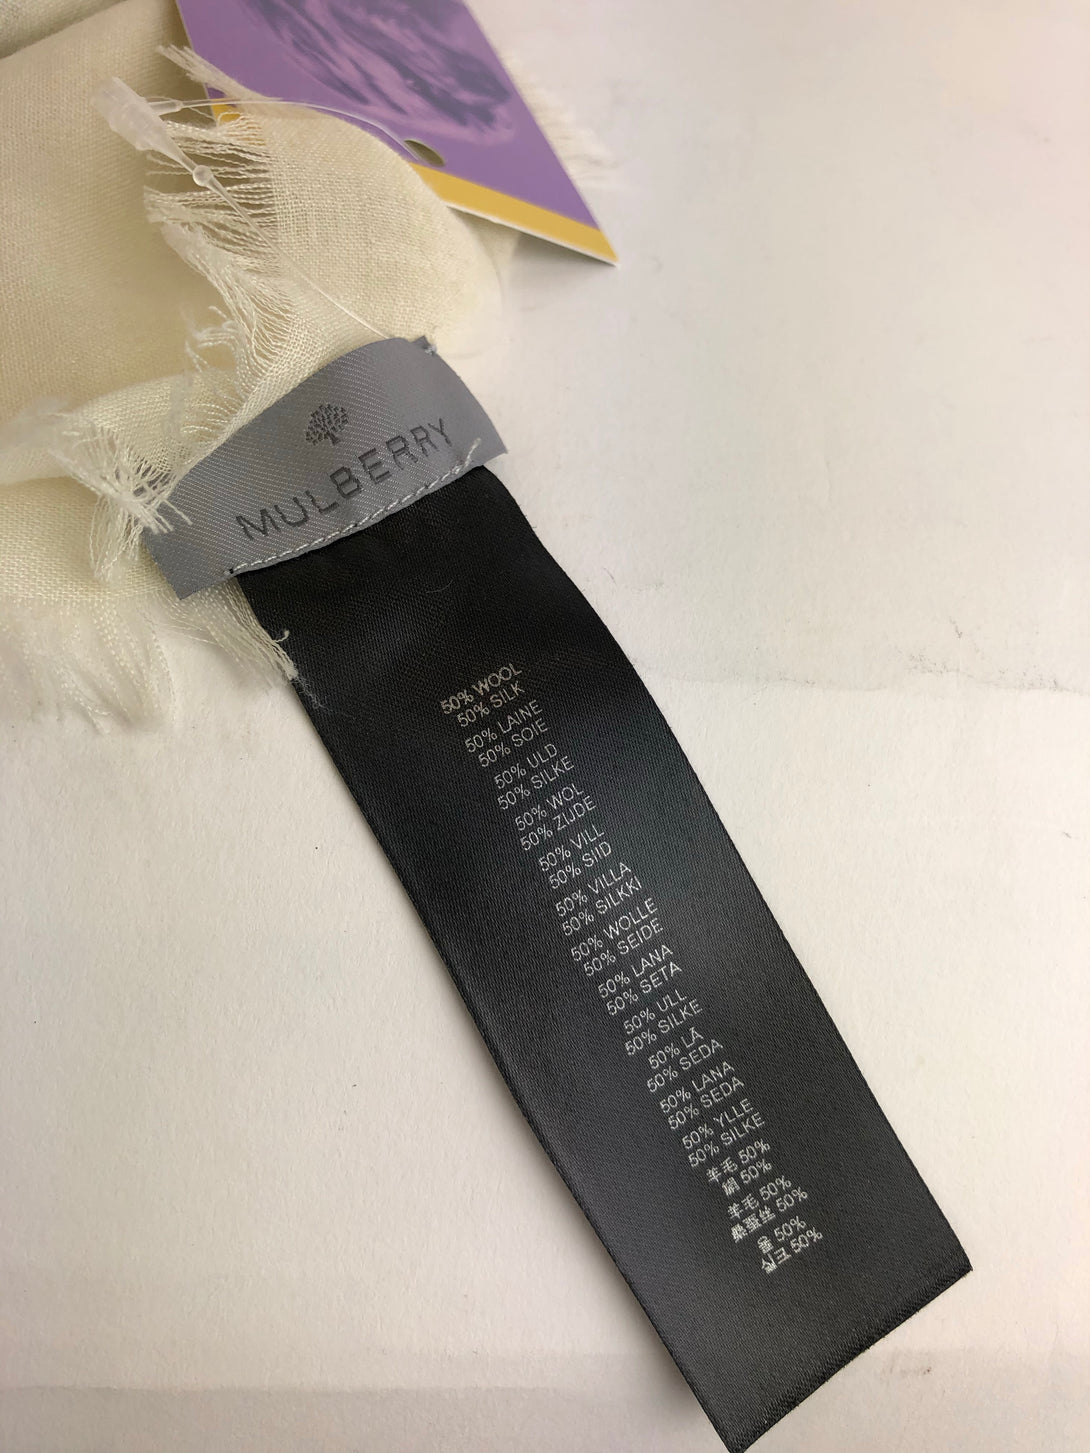 MULBERRY
50% WOOL
50% SILK
50% LAINE
50% SOIE
50% ULD
50% SILKE
50% WOL
50% ZIJDE
50% VILL
50% SIID
50% VILLA
50% SILKKI
50% WOLLE
50% SEIDE
50% LANA
50% SETA
50% ULL
50% SILKE
50% LÃ
50% SEDA
50% LANA
50% SEDA
50% YLLE
50% SILKE
羊毛 50%
絹 50%
羊毛 50%
桑蚕丝 50%
울 50%
실크 50%